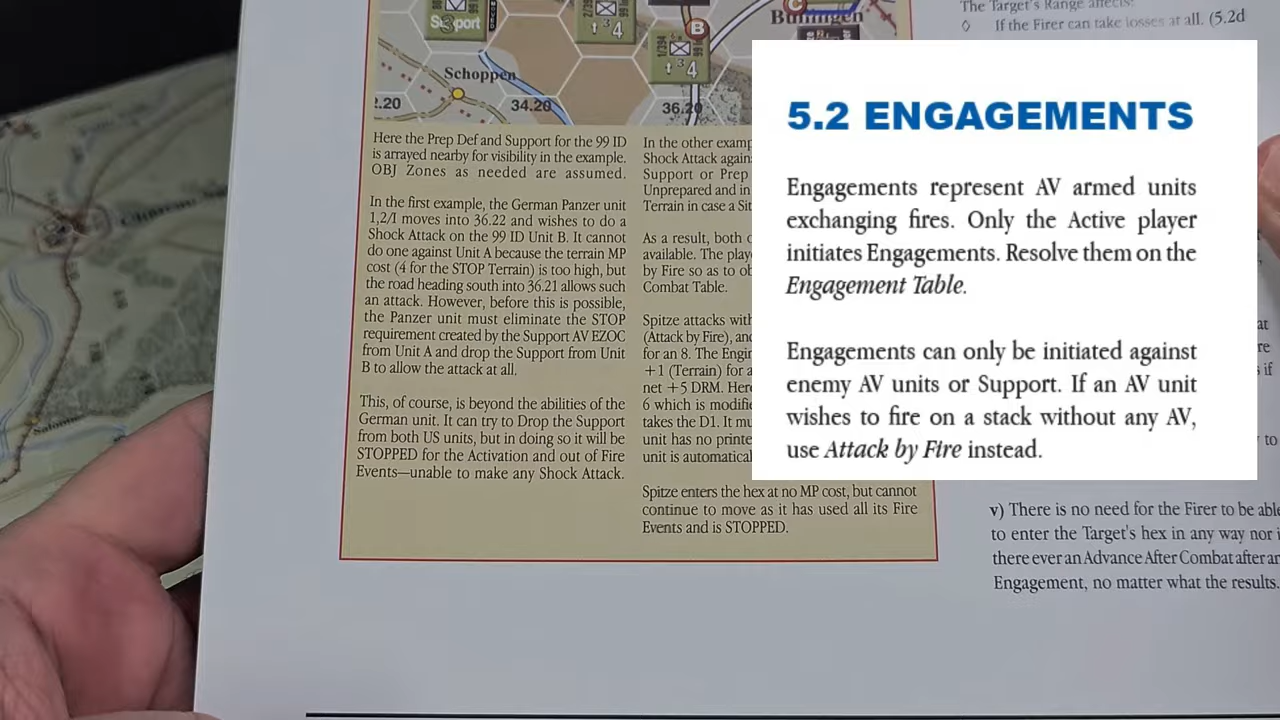 Support
3
4
1/394
3
4
B
C
Büllingen
Schoppen
2.20
34.20
36.20
Here the Prep Def and Support for the 99 ID
is arrayed nearby for visibility in the example.
OBJ Zones as needed are assumed.
In the first example, the German Panzer unit
1,2/I moves into 36.22 and wishes to do a
Shock Attack on the 99 ID Unit B. It cannot
do one against Unit A because the terrain MP
cost (4 for the STOP Terrain) is too high, but
the road heading south into 36.21 allows such
an attack. However, before this is possible,
the Panzer unit must eliminate the STOP
requirement created by the Support AV EZOC
from Unit A and drop the Support from Unit
B to allow the attack at all.
This, of course, is beyond the abilities of the
German unit. It can try to Drop the Support
from both US units, but in doing so it will be
STOPPED for the Activation and out of Fire
Events—unable to make any Shock Attack.
In the other examp
Shock Attack again
Support or Prep
Unprepared and in
Terrain in case a Sit
As a result, both
available. The play
by Fire so as to ob
Combat Table.
Spitze attacks with
(Attack by Fire), and
for an 8. The Engin
+1 (Terrain) for a
net +5 DRM. Here
6 which is modifie
takes the D1. It mu
unit has no printe
unit is automatical
Spitze enters the hex at no MP cost, but cannot
continue to move as it has used all its Fire
Events and is STOPPED.
The Target's Range affects:
◊ If the Firer can take losses at all. (5.2d
5.2 ENGAGEMENTS
Engagements represent AV armed units
exchanging fires. Only the Active player
initiates Engagements. Resolve them on the
Engagement Table.
Engagements can only be initiated against
enemy AV units or Support. If an AV unit
wishes to fire on a stack without any AV,
use Attack by Fire instead.
at
re
if
to
v) There is no need for the Firer to be able
to enter the Target's hex in any way nor i
there ever an Advance After Combat after an
Engagement, no matter what the results.